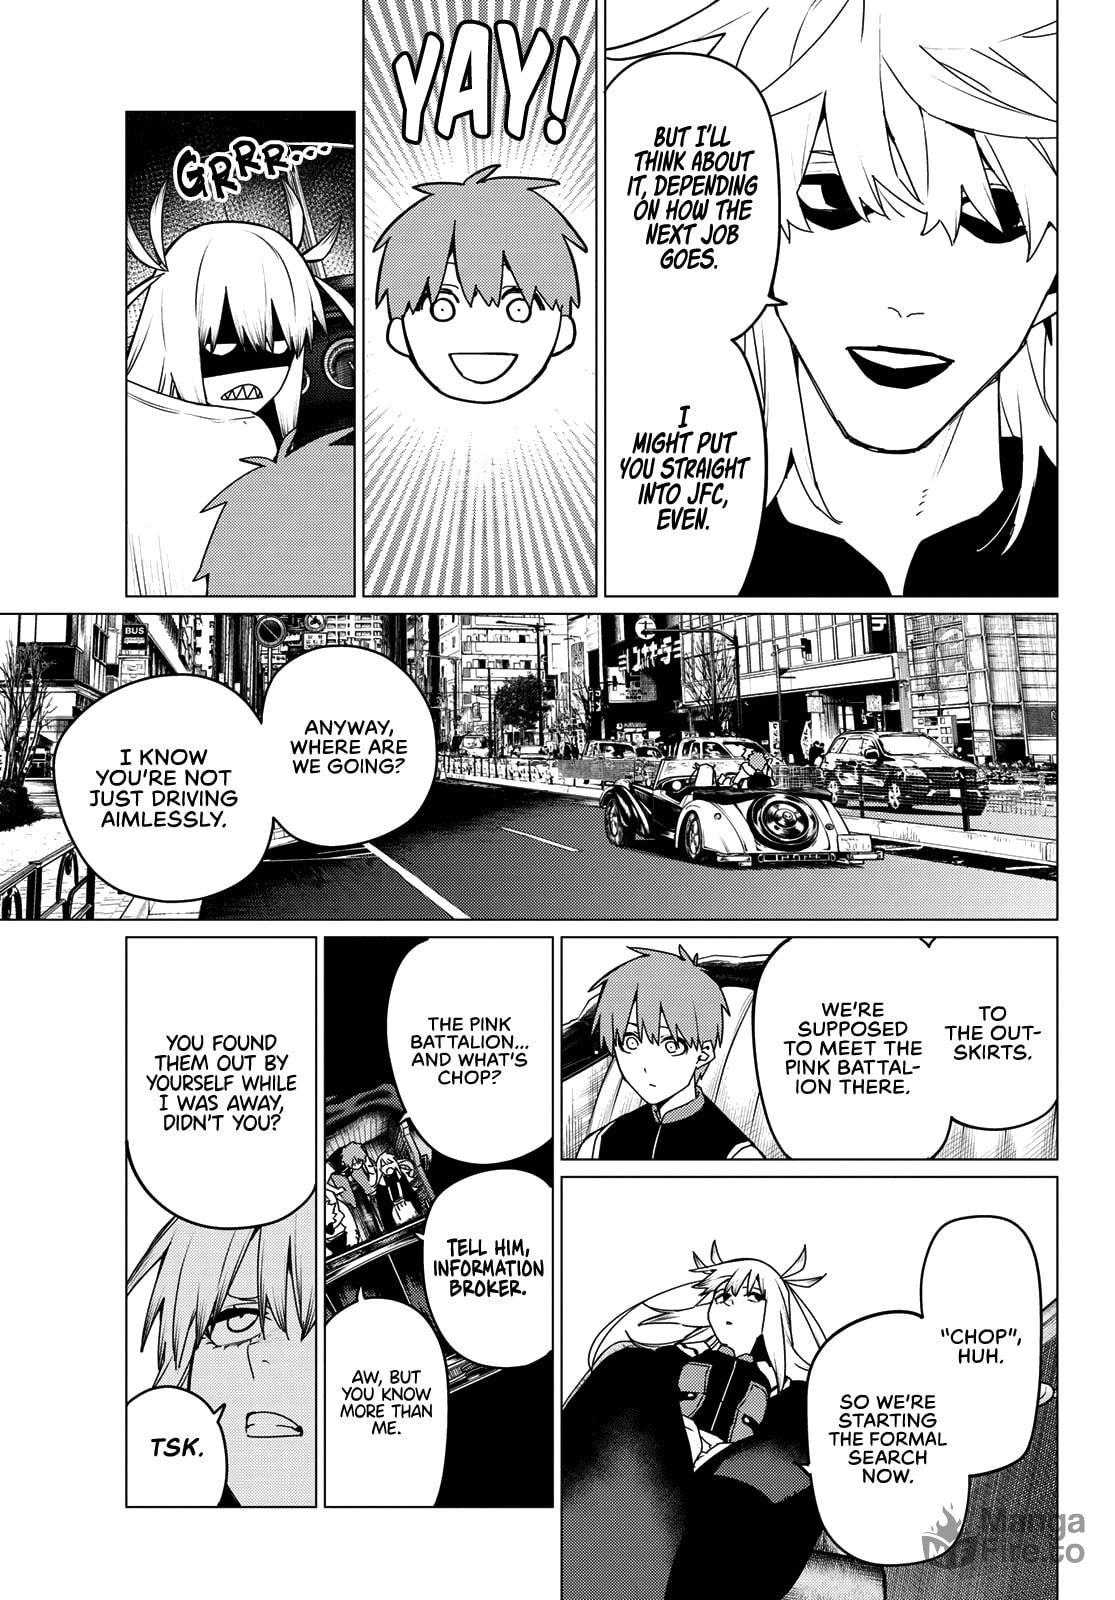 BUT I'LL
THINK ABOUT
IT, DEPENDING
ON HOW THE
NEXT JOB
GOES.
I
MIGHT PUT
YOU STRAIGHT
INTO JFC,
EVEN.
YAY!
GRRR...
ANYWAY,
WHERE ARE
WE GOING?
I KNOW
YOU'RE NOT
JUST DRIVING
AIMLESSLY.
BUS
TO
THE OUT-
SKIRTS.
WE'RE
SUPPOSED
TO MEET THE
PINK BATTAL-
ION THERE.
"CHOP",
HUH.
SO WE'RE
STARTING
THE FORMAL
SEARCH
NOW.
THE PINK
BATTALION...
AND WHAT'S
CHOP?
TELL HIM,
INFORMATION
BROKER.
AW, BUT
YOU KNOW
MORE THAN
ME.
YOU FOUND
THEM OUT BY
YOURSELF WHILE
I WAS AWAY,
DIDN'T YOU?
TSK.
Manga
Fire.to